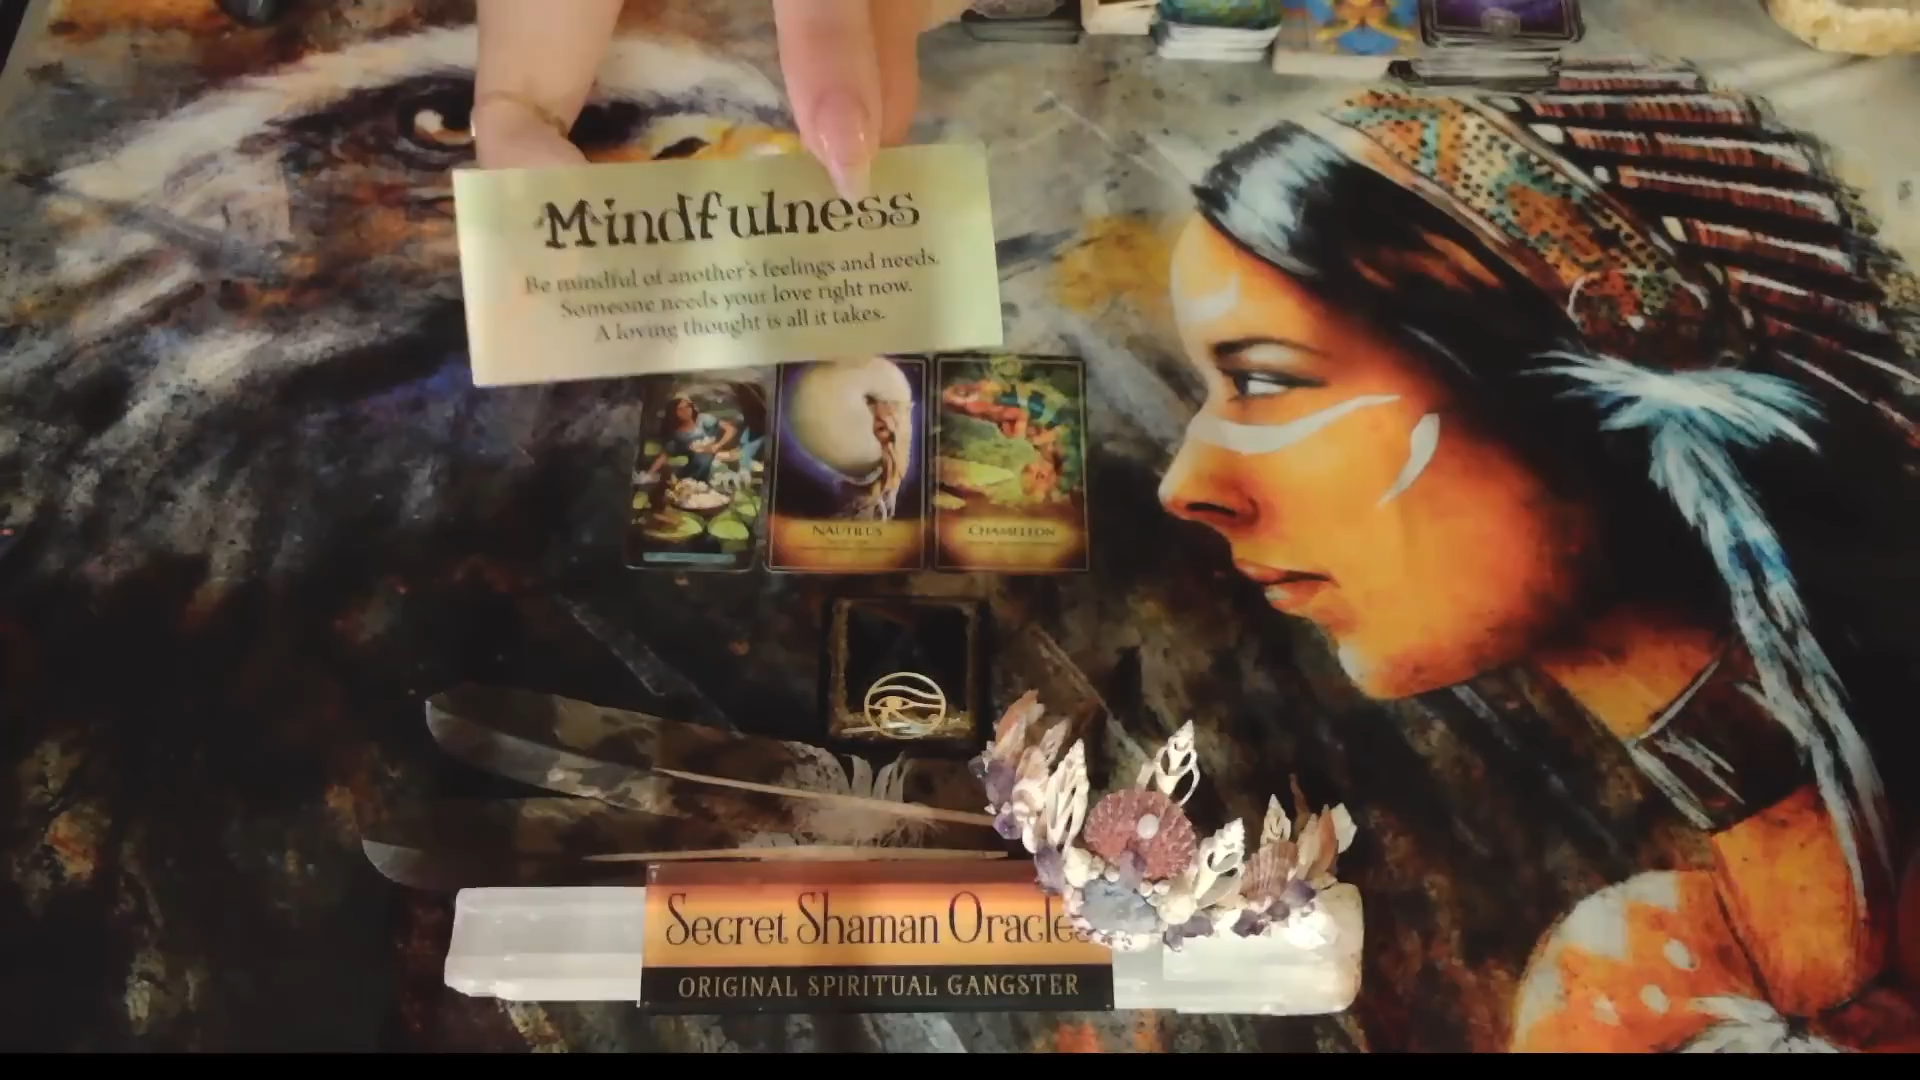 Mindfulness
Be mindful of another's feelings and needs.
Someone needs your love right now.
A loving thought is all it takes.
NAUTILUS
CHAMELEON
Secret Shaman Oracles
ORIGINAL SPIRITUAL GANGSTER